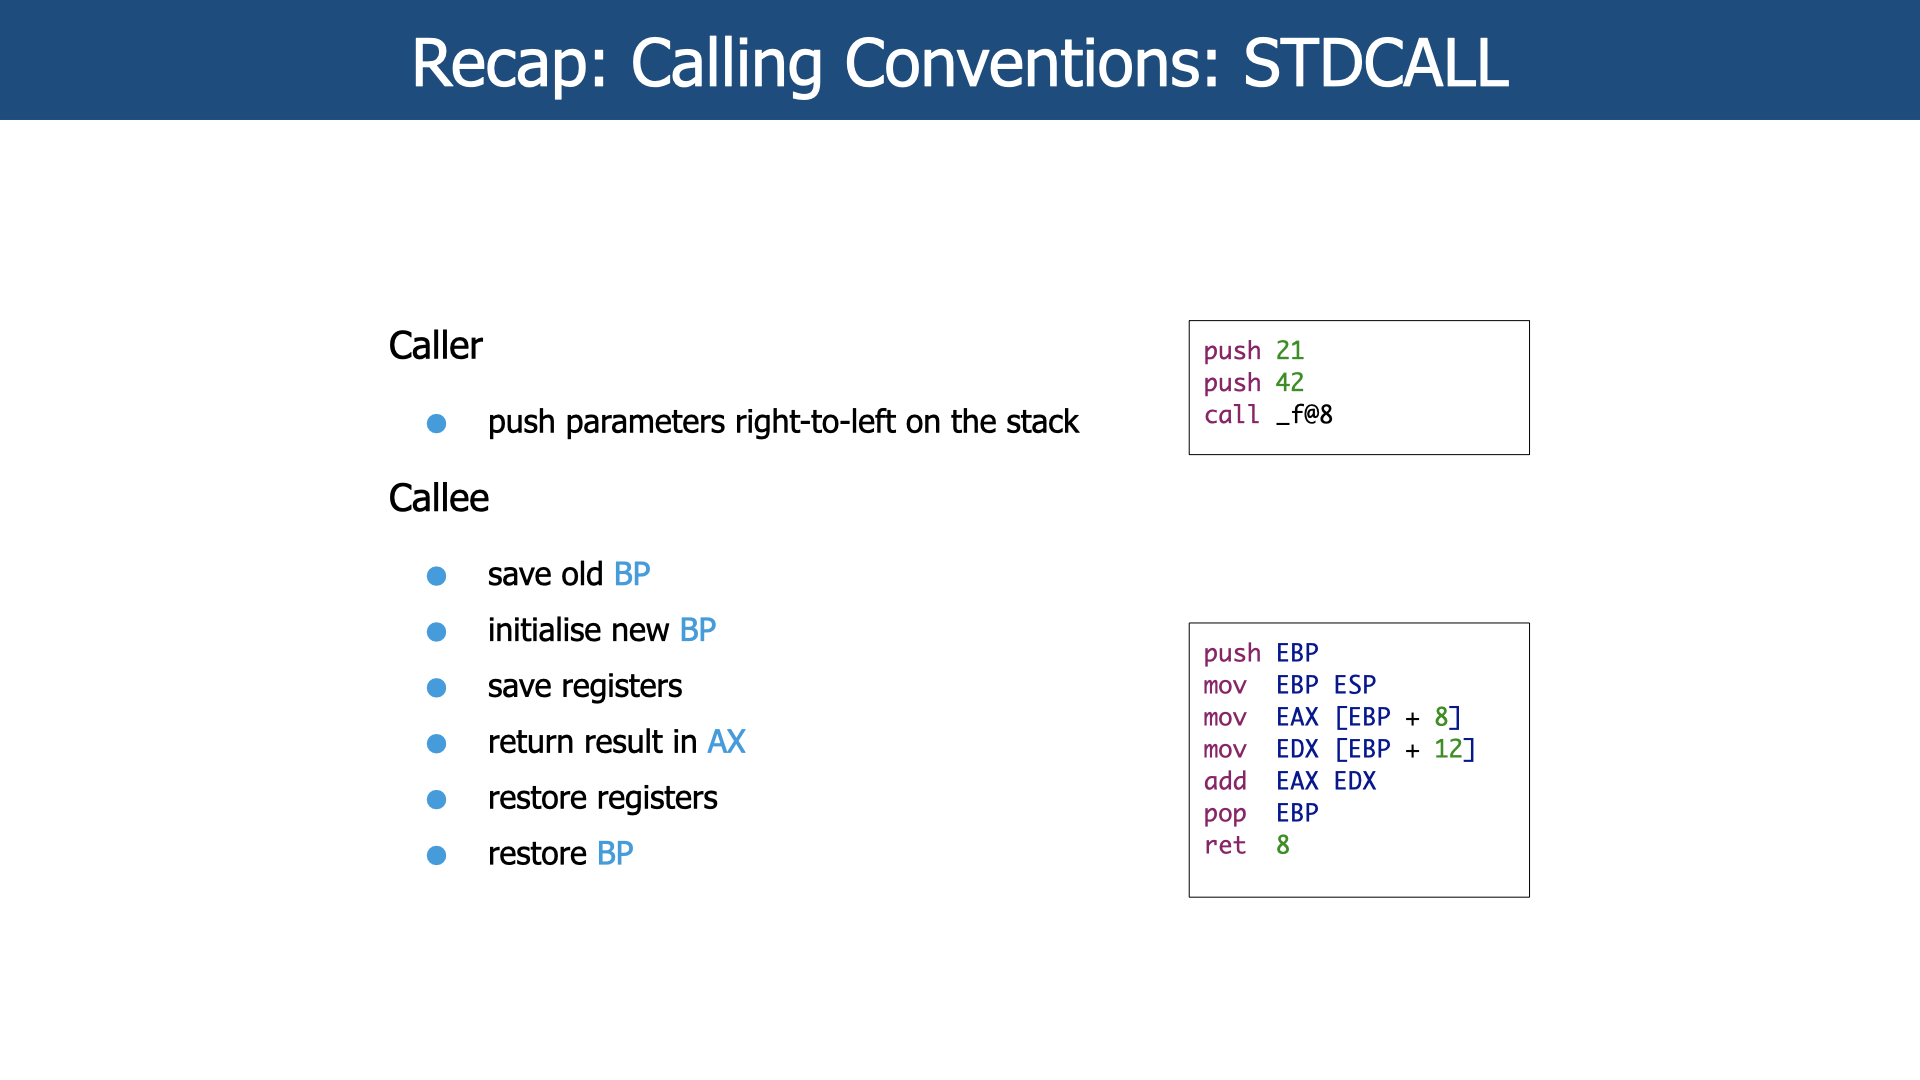 Recap: Calling Conventions: STDCALL
Caller
push parameters right-to-left on the stack
push 21
push 42
call _f@8
Callee
save old BP
initialise new BP
save registers
return result in AX
restore registers
restore BP
push EBP
mov EBP ESP
mov EAX [EBP + 8]
mov EDX [EBP + 12]
add EAX EDX
pop EBP
ret 8